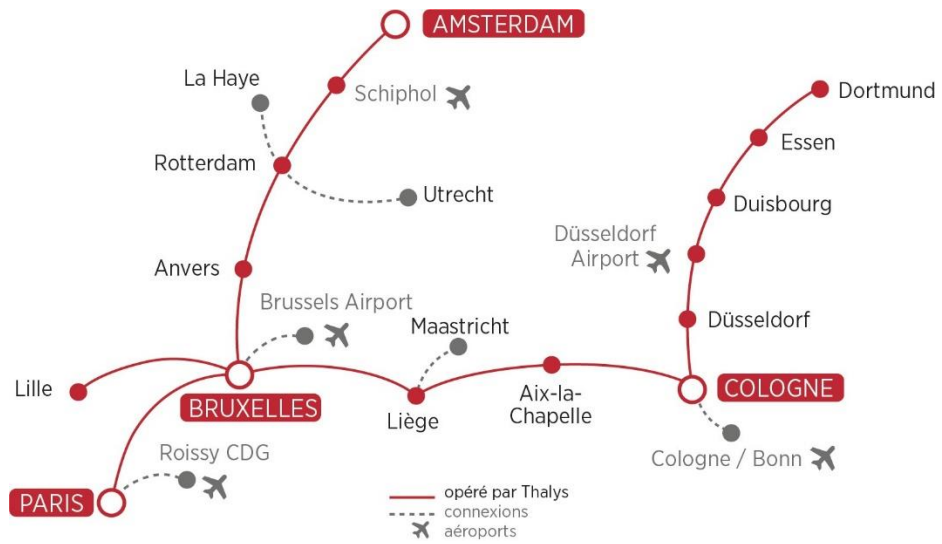 AMSTERDAM
La Haye
Schiphol
Dortmund
Essen
Rotterdam
Utrecht
Duisbourg
Düsseldorf
Airport
Anvers
Brussels Airport
Maastricht
Düsseldorf
Lille
BRUXELLES
Liège
Aix-la-
Chapelle
COLOGNE
Roissy CDG
Cologne / Bonn
PARIS
opéré par Thalys
connexions
aéroports